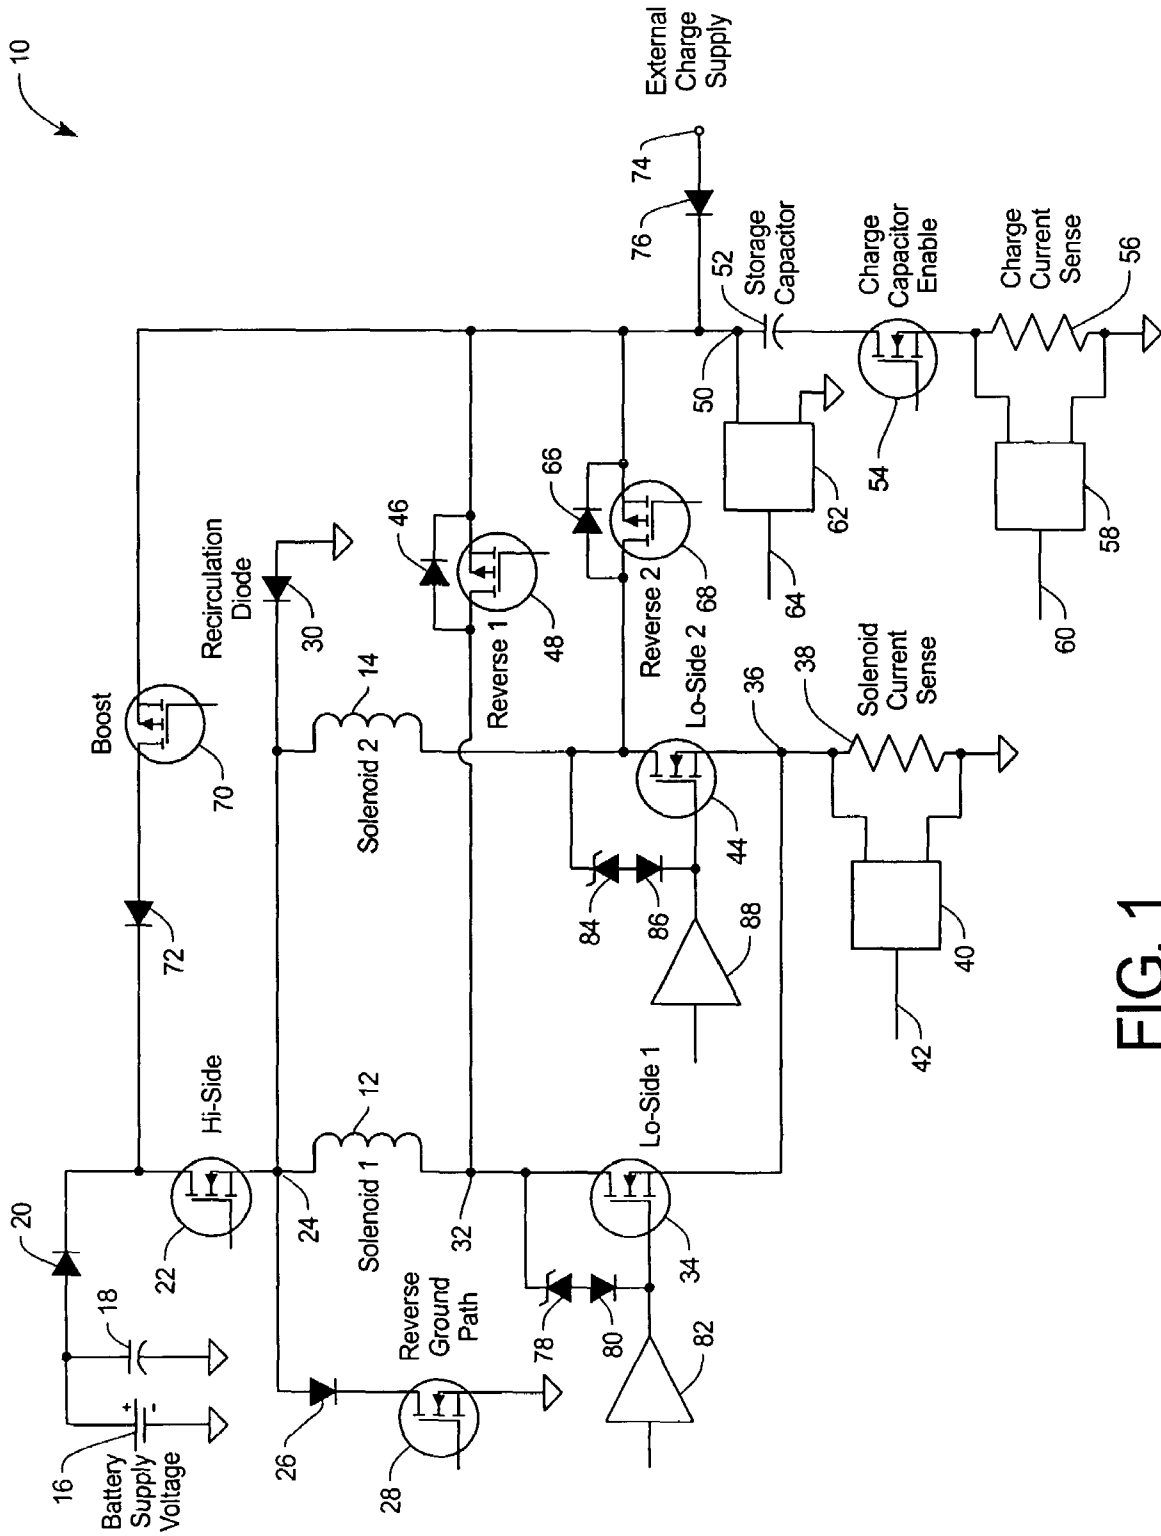 10
External
Charge
Supply
74
76
Boost
70
72
Recirculation
Diode
30
20
18
16
Battery
Supply
Voltage
22
Hi-Side
24
26
28
Reverse
Ground
Path
Solenoid 1
12
32
Solenoid 2
14
46
48
Reverse 1
66
68
Reverse 2
50
52
Storage
Capacitor
62
64
54
Charge
Capacitor
Enable
Charge
Current
Sense
56
58
60
Lo-Side 2
44
36
84
86
88
Lo-Side 1
34
78
80
82
38
Solenoid
Current
Sense
40
42
+
-
FIG. 1